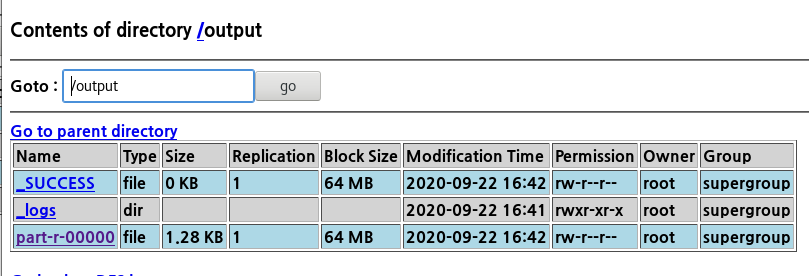 Contents of directory /output
Goto : /output go
Go to parent directory
Name Type Size Replication Block Size Modification Time Permission Owner Group
_SUCCESS file 0 KB 1 64 MB 2020-09-22 16:42 rw-r--r-- root supergroup
_logs dir 2020-09-22 16:41 rwxr-xr-x root supergroup
part-r-00000 file 1.28 KB 1 64 MB 2020-09-22 16:42 rw-r--r-- root supergroup